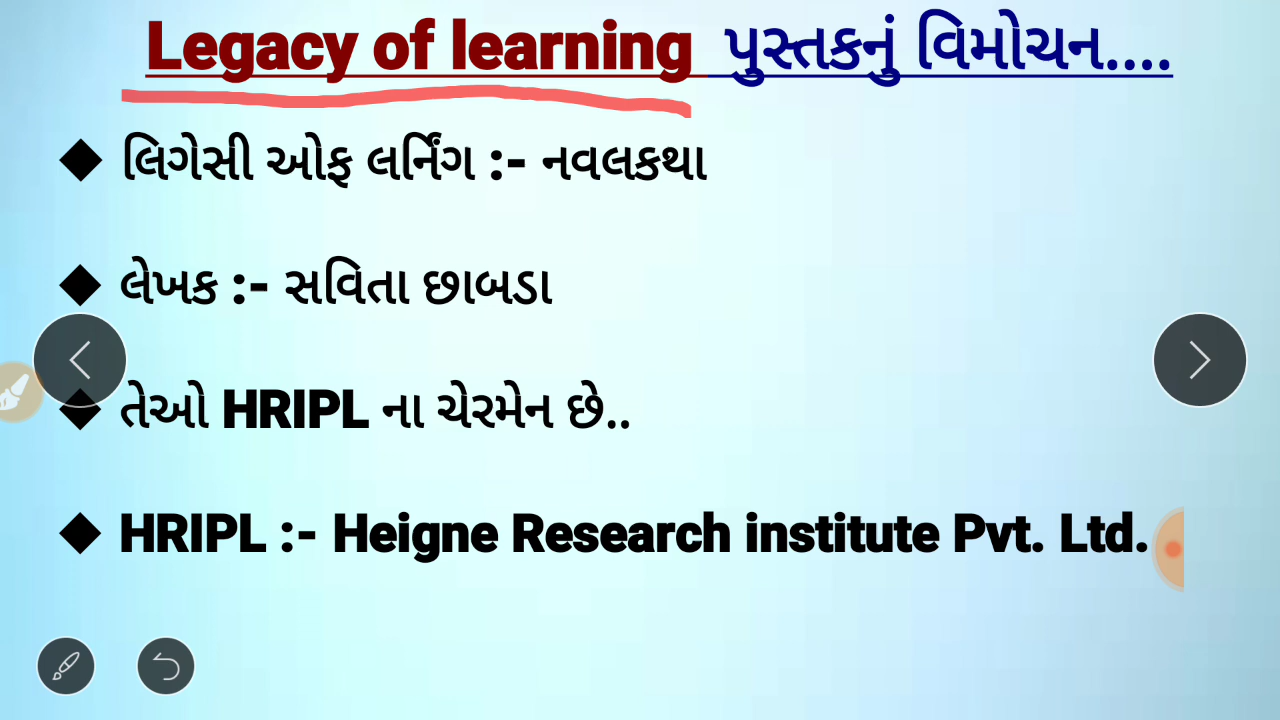 Legacy of learning પુસ્તકનું વિમોચન....
◆ લિગેસી ઓફ લર્નિંગ :- નવલકથા
◆ લેખક :- સવિતા છાબડા
◆ તેઓ HRIPL ના ચેરમેન છે..
◆ HRIPL :- Heigne Research institute Pvt. Ltd.